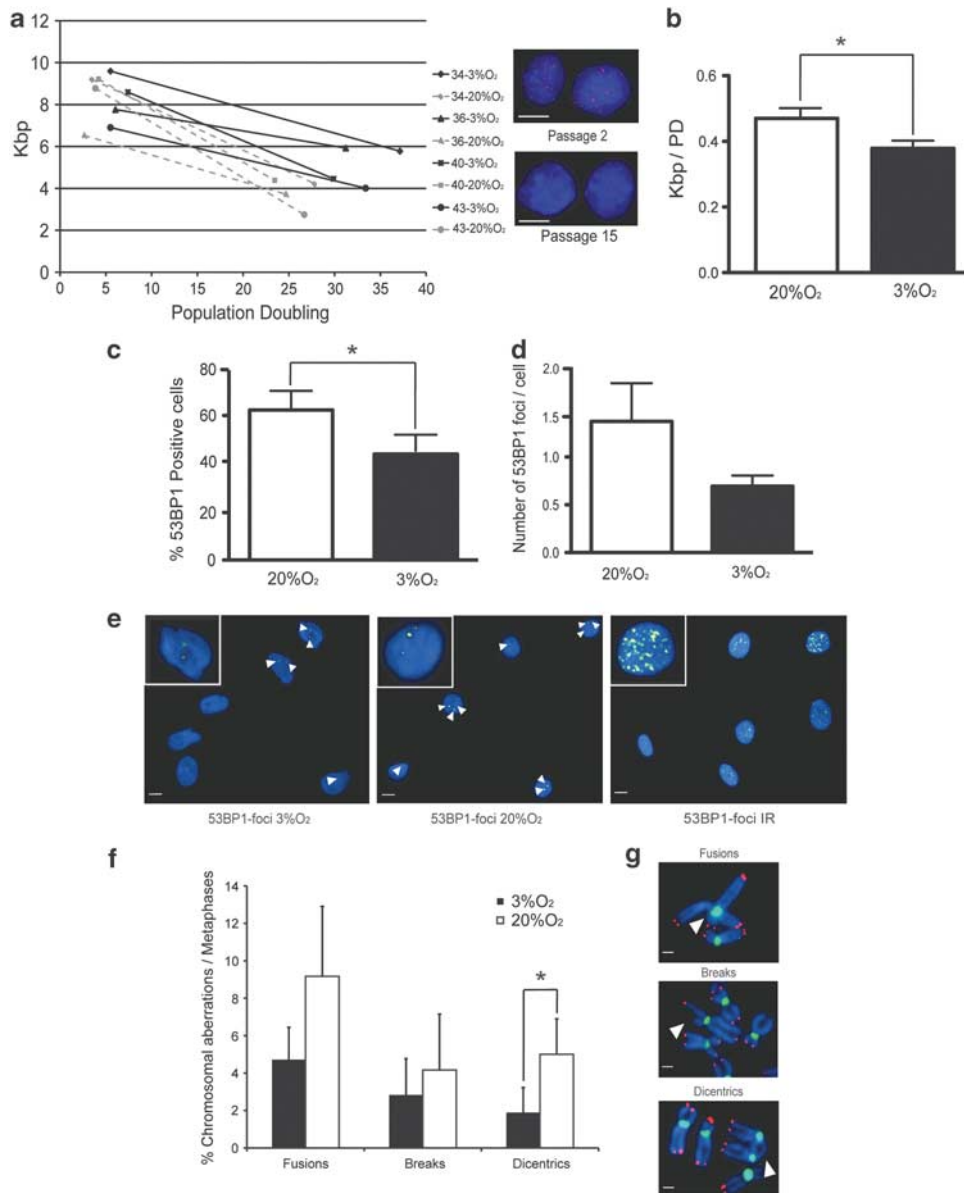 a
12
10
8
6
4
2
0
Kbp
0 5 10 15 20 25 30 35 40
Population Doubling
34-3%O₂
34-20%O₂
36-3%O₂
36-20%O₂
40-3%O₂
40-20%O₂
43-3%O₂
43-20%O₂
Passage 2
Passage 15
b
*
0.6
0.4
0.2
0.0
Kbp / PD
20%O₂ 3%O₂
c
*
80
60
40
20
0
% 53BP1 Positive cells
20%O₂ 3%O₂
d
2.0
1.5
1.0
0.5
0.0
Number of 53BP1 foci / cell
20%O₂ 3%O₂
e
53BP1-foci 3%O₂ 53BP1-foci 20%O₂ 53BP1-foci IR
f
14
12
10
8
6
4
2
0
% Chromosomal aberrations / Metaphases
3%O₂
20%O₂
*
Fusions Breaks Dicentrics
g
Fusions
Breaks
Dicentrics